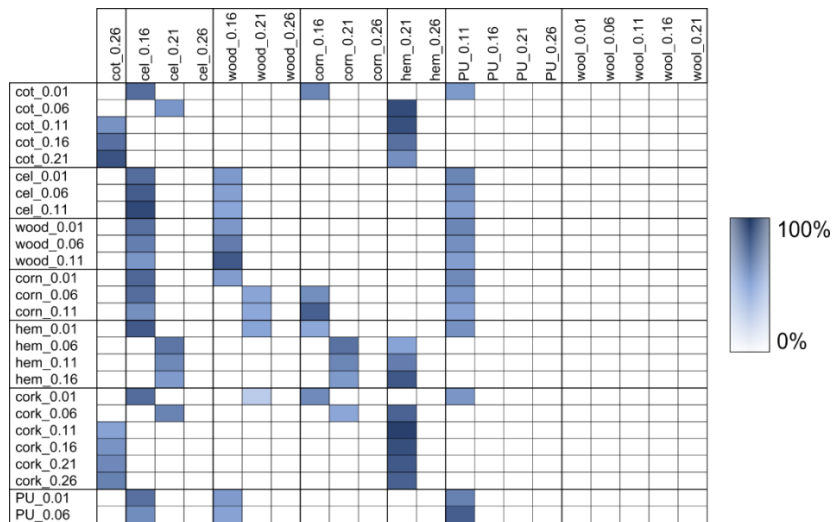 cot_0.26
cel_0.16
cel_0.21
cel_0.26
wood_0.16
wood_0.21
wood_0.26
corn_0.16
corn_0.21
corn_0.26
hem_0.21
hem_0.26
PU_0.11
PU_0.16
PU_0.21
PU_0.26
wool_0.01
wool_0.06
wool_0.11
wool_0.16
wool_0.21
cot_0.01
cot_0.06
cot_0.11
cot_0.16
cot_0.21
cel_0.01
cel_0.06
cel_0.11
wood_0.01
wood_0.06
wood_0.11
corn_0.01
corn_0.06
corn_0.11
hem_0.01
hem_0.06
hem_0.11
hem_0.16
cork_0.01
cork_0.06
cork_0.11
cork_0.16
cork_0.21
cork_0.26
PU_0.01
PU_0.06
100%
0%